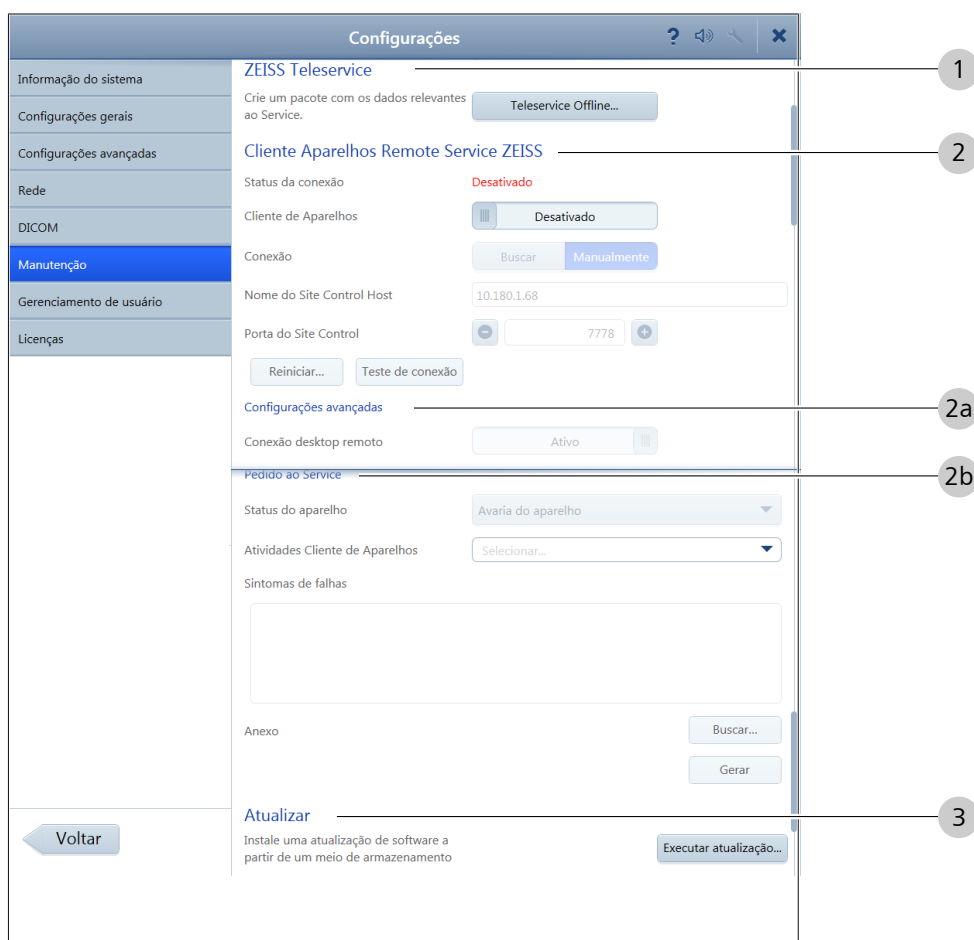 Configurações
?
Informação do sistema
Configurações gerais
Configurações avançadas
Rede
DICOM
Manutenção
Gerenciamento de usuário
Licenças
Voltar
ZEISS Teleservice
1
Crie um pacote com os dados relevantes
ao Service.
Teleservice Offline...
Cliente Aparelhos Remote Service ZEISS
2
Status da conexão
Desativado
Cliente de Aparelhos
Desativado
Conexão
Buscar
Manualmente
Nome do Site Control Host
10.180.1.68
Porta do Site Control
7778
Reiniciar...
Teste de conexão
Configurações avançadas
2a
Conexão desktop remoto
Ativo
Pedido ao Service
2b
Status do aparelho
Avaria do aparelho
Atividades Cliente de Aparelhos
Selecionar...
Sintomas de falhas
Anexo
Buscar...
Gerar
Atualizar
3
Instale uma atualização de software a
partir de um meio de armazenamento
Executar atualização...